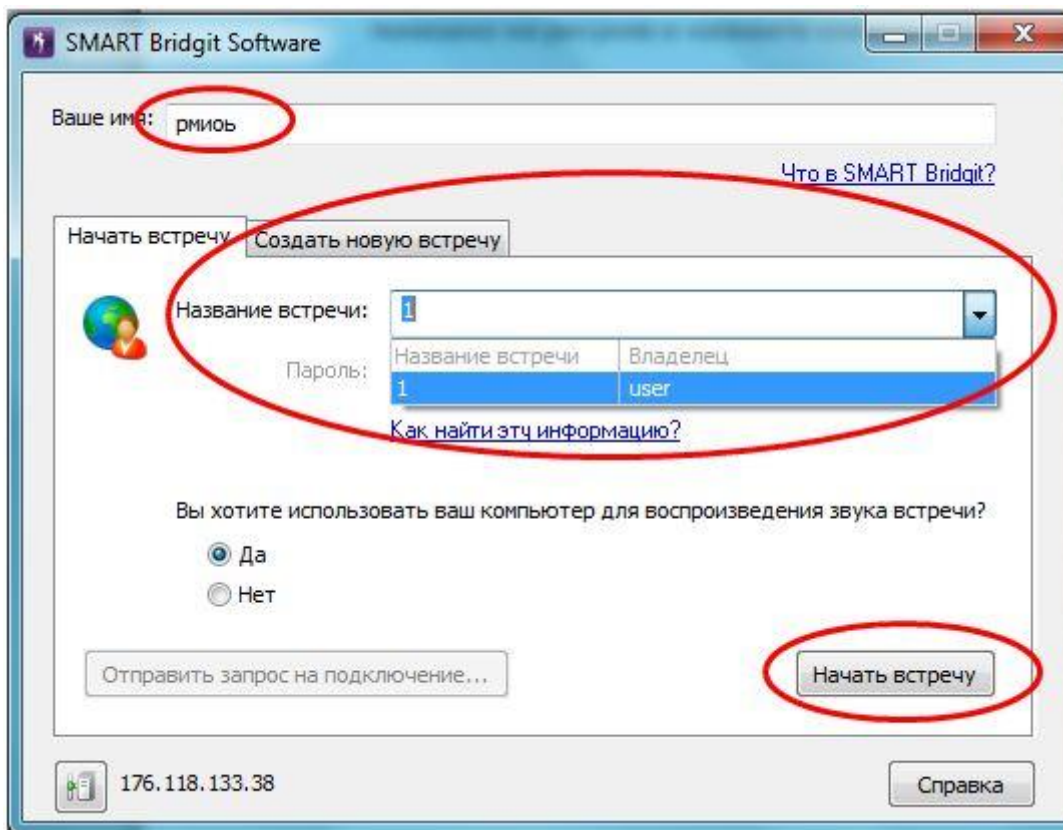 SMART Bridgit Software
Ваше имя: рмиоь
Что в SMART Bridgit?
Начать встречу Создать новую встречу
Название встречи: 1
Пароль: Название встречи Владелец
1 user
Как найти эту информацию?
Вы хотите использовать ваш компьютер для воспроизведения звука встречи?
Да
Нет
Отправить запрос на подключение... Начать встречу
176.118.133.38 Справка